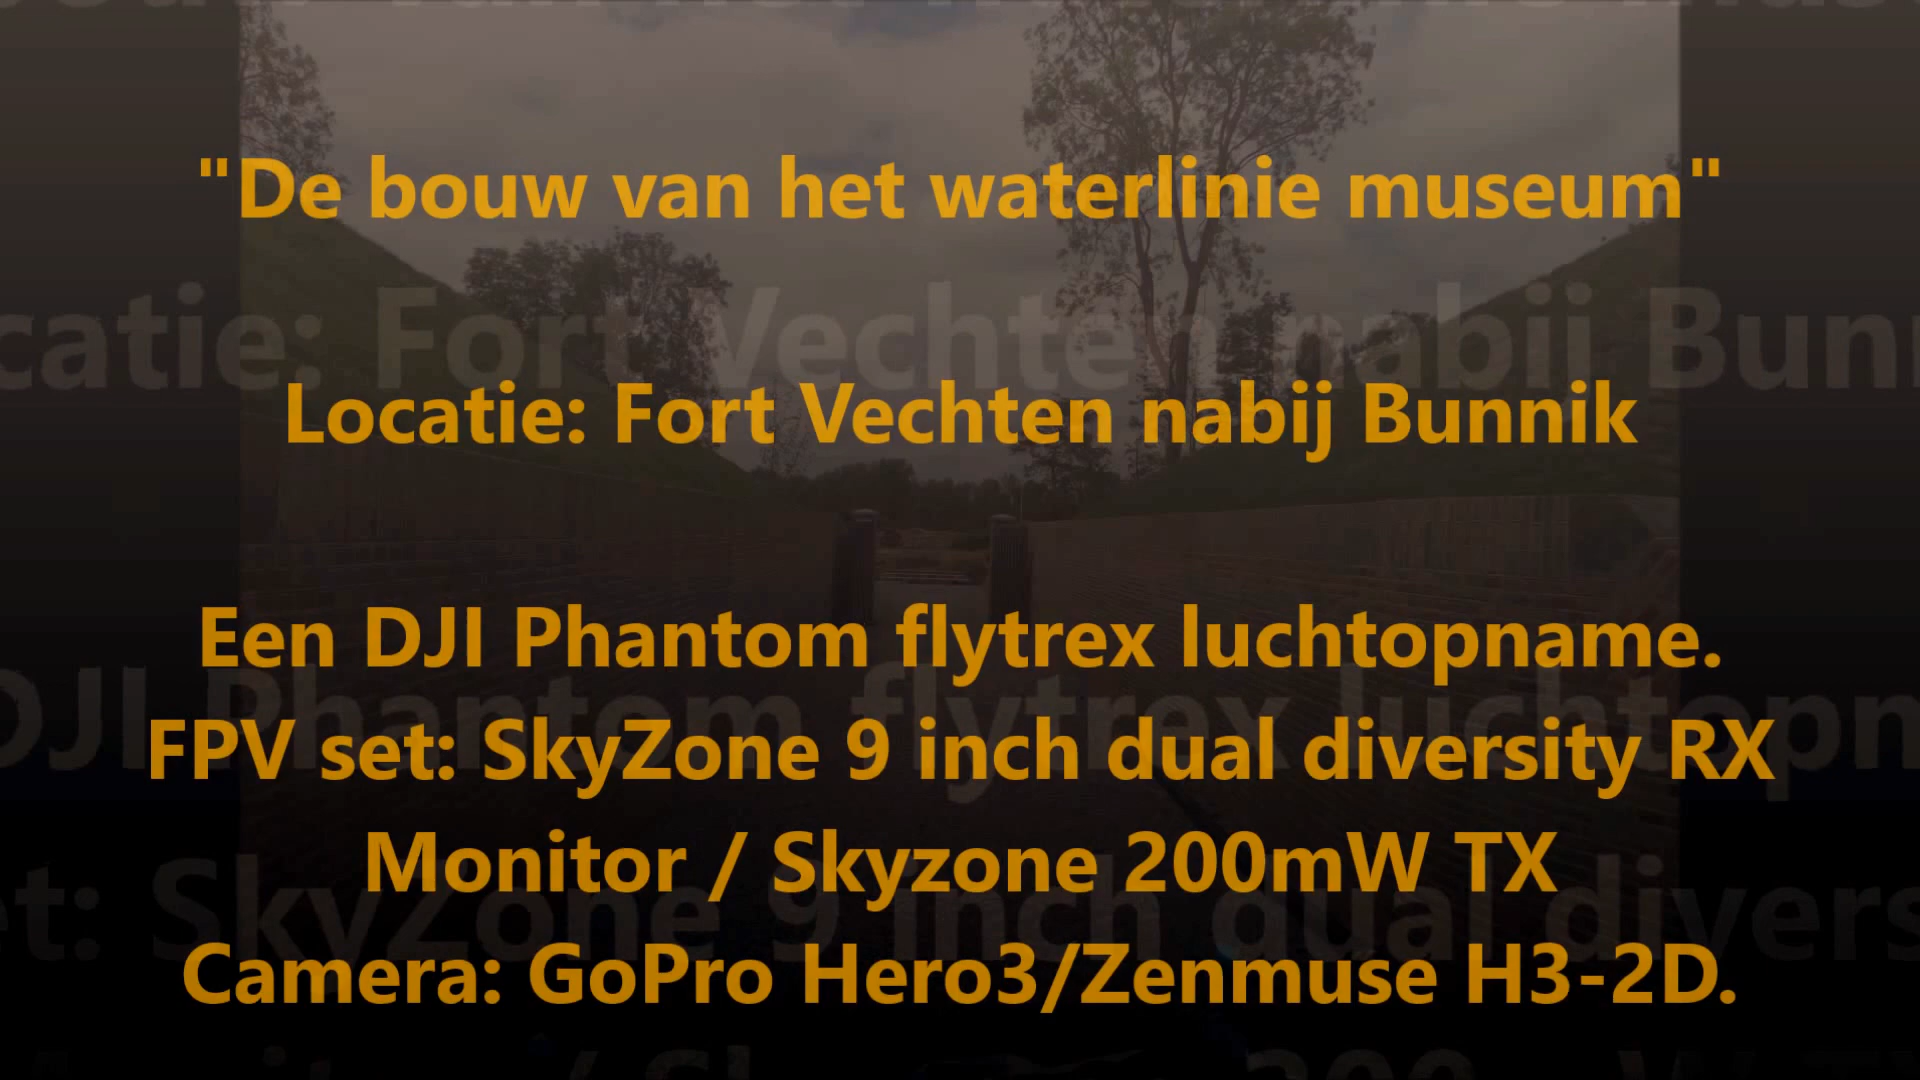 "De bouw van het waterlinie museum"
Locatie: Fort Vechten nabij Bunnik
Een DJI Phantom flytrex luchtopname.
FPV set: SkyZone 9 inch dual diversity RX
Monitor / Skyzone 200mW TX
Camera: GoPro Hero3/Zenmuse H3-2D.